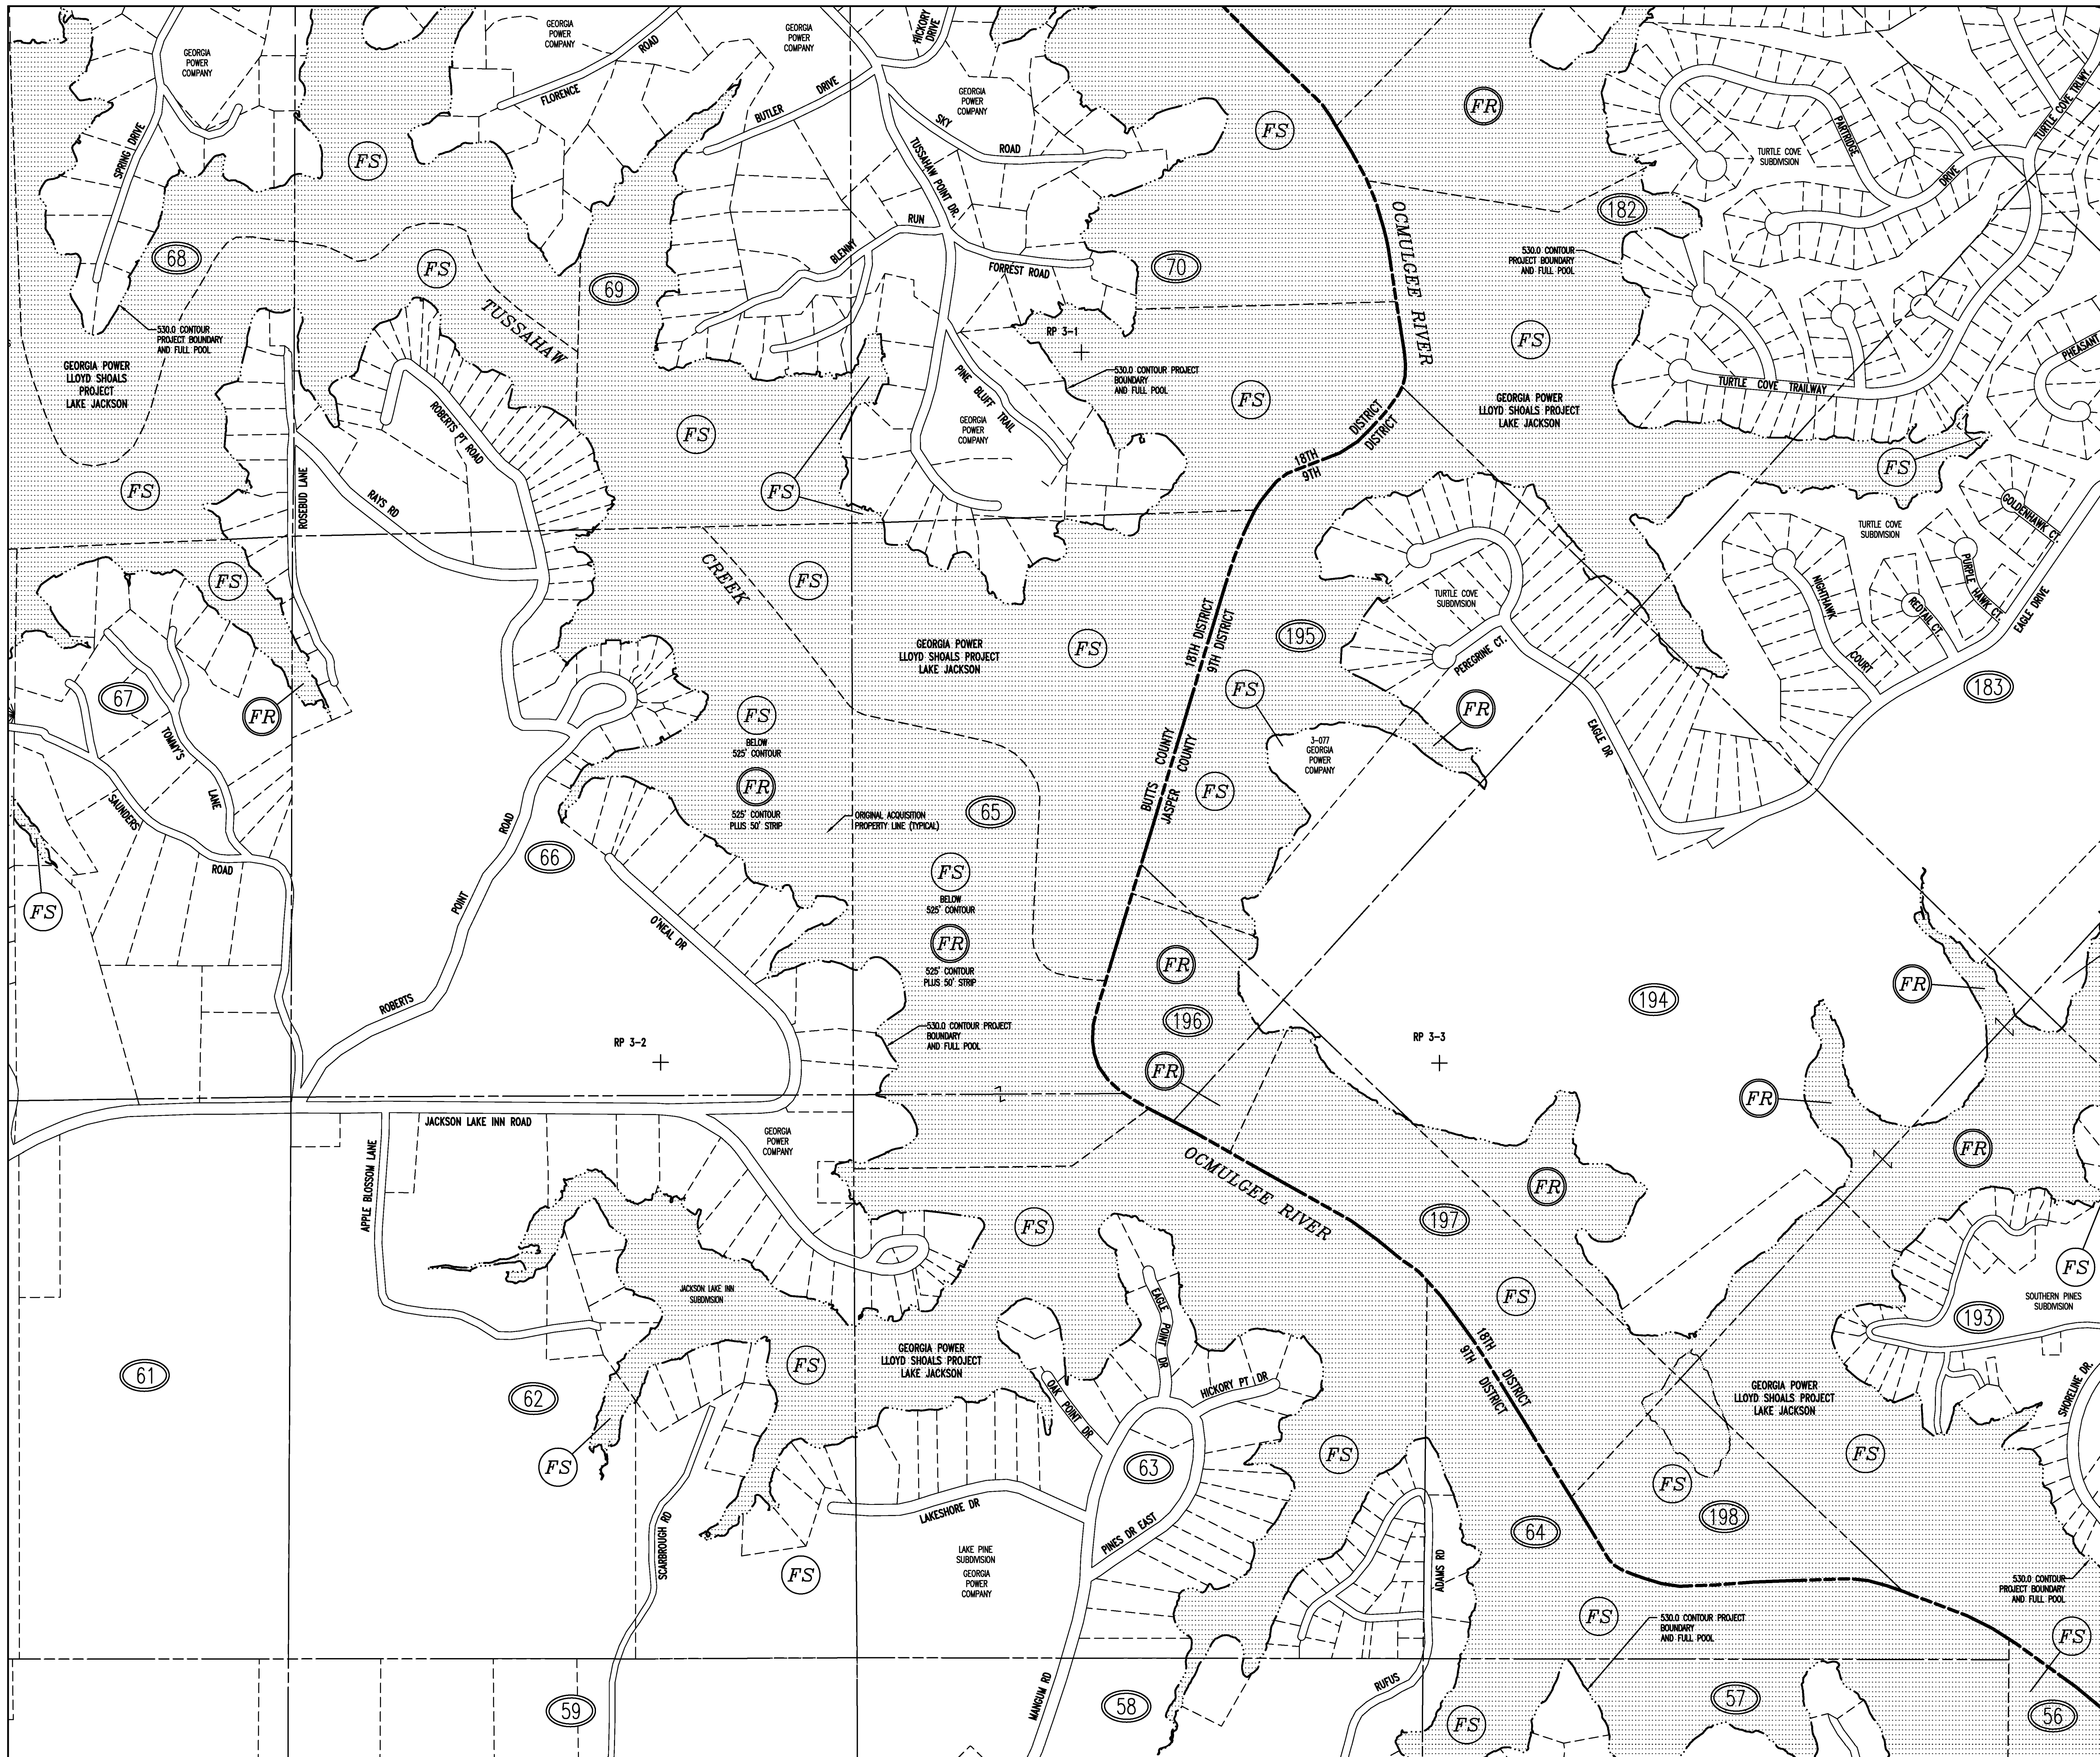 GEORGIA
POWER
COMPANY
SPRING DRIVE
GEORGIA
POWER
COMPANY
FLORENCE ROAD
GEORGIA
POWER
COMPANY
HICKORY
DRIVE
BUTLER DRIVE
GEORGIA
POWER
COMPANY
SKY ROAD
TUSSAHAW POINT DR.
FS
FS
FR
TURTLE COVE TRLWY.
PARTRIDGE DRIVE
TURTLE COVE
SUBDIVISION
182
OCMULGEE RIVER
530.0 CONTOUR
PROJECT BOUNDARY
AND FULL POOL
68
FS
69
TUSSAHAW
BLENNY RUN
FORREST ROAD
70
530.0 CONTOUR
PROJECT BOUNDARY
AND FULL POOL
GEORGIA POWER
LLOYD SHOALS
PROJECT
LAKE JACKSON
RP 3-1
530.0 CONTOUR PROJECT
BOUNDARY
AND FULL POOL
PINE BLUFF TRAIL
GEORGIA
POWER
COMPANY
FS
FS
GEORGIA POWER
LLOYD SHOALS PROJECT
LAKE JACKSON
TURTLE COVE TRAILWAY
PHEASANT
ROBERTS PT ROAD
RAYS RD
ROSEBUD LANE
FS
FS
FS
18TH DISTRICT
9TH DISTRICT
FS
GOLDENHAWK CT.
TURTLE COVE
SUBDIVISION
PURPLE HAWK CT.
REDTAIL CT.
NIGHTHAWK COURT
EAGLE DRIVE
FS
CREEK
FS
TURTLE COVE
SUBDIVISION
195
PEREGRINE CT.
GEORGIA POWER
LLOYD SHOALS PROJECT
LAKE JACKSON
FS
18TH DISTRICT
9TH DISTRICT
FS
183
67
FR
TOMMY'S LANE
SAUNDERS ROAD
FS
BELOW
525' CONTOUR
FR
525' CONTOUR
PLUS 50' STRIP
ORIGINAL ACQUISITION
PROPERTY LINE (TYPICAL)
65
BUTTS COUNTY
JASPER COUNTY
FS
3-077
GEORGIA
POWER
COMPANY
FR
EAGLE DR
66
FS
ROBERTS POINT ROAD
O'NEAL DR
FS
BELOW
525' CONTOUR
FR
525' CONTOUR
PLUS 50' STRIP
530.0 CONTOUR PROJECT
BOUNDARY
AND FULL POOL
FR
196
FR
194
FR
RP 3-2
RP 3-3
FR
FR
JACKSON LAKE INN ROAD
APPLE BLOSSOM LANE
GEORGIA
POWER
COMPANY
OCMULGEE RIVER
FR
FS
197
FS
FS
SOUTHERN PINES
SUBDIVISION
193
JACKSON LAKE INN
SUBDIVISION
EAGLE POINT DR
GEORGIA POWER
LLOYD SHOALS PROJECT
LAKE JACKSON
FS
OAK POINT DR
HICKORY PT DR
18TH DISTRICT
9TH DISTRICT
GEORGIA POWER
LLOYD SHOALS PROJECT
LAKE JACKSON
SHORELINE DR.
61
62
FS
63
FS
FS
FS
LAKESHORE DR
PINES DR EAST
SCARBROUGH RD
64
198
ADAMS RD
FS
LAKE PINE
SUBDIVISION
GEORGIA
POWER
COMPANY
530.0 CONTOUR
PROJECT BOUNDARY
AND FULL POOL
FS
530.0 CONTOUR PROJECT
BOUNDARY
AND FULL POOL
FS
MANGUM RD
RUFUS
59
58
FS
57
56